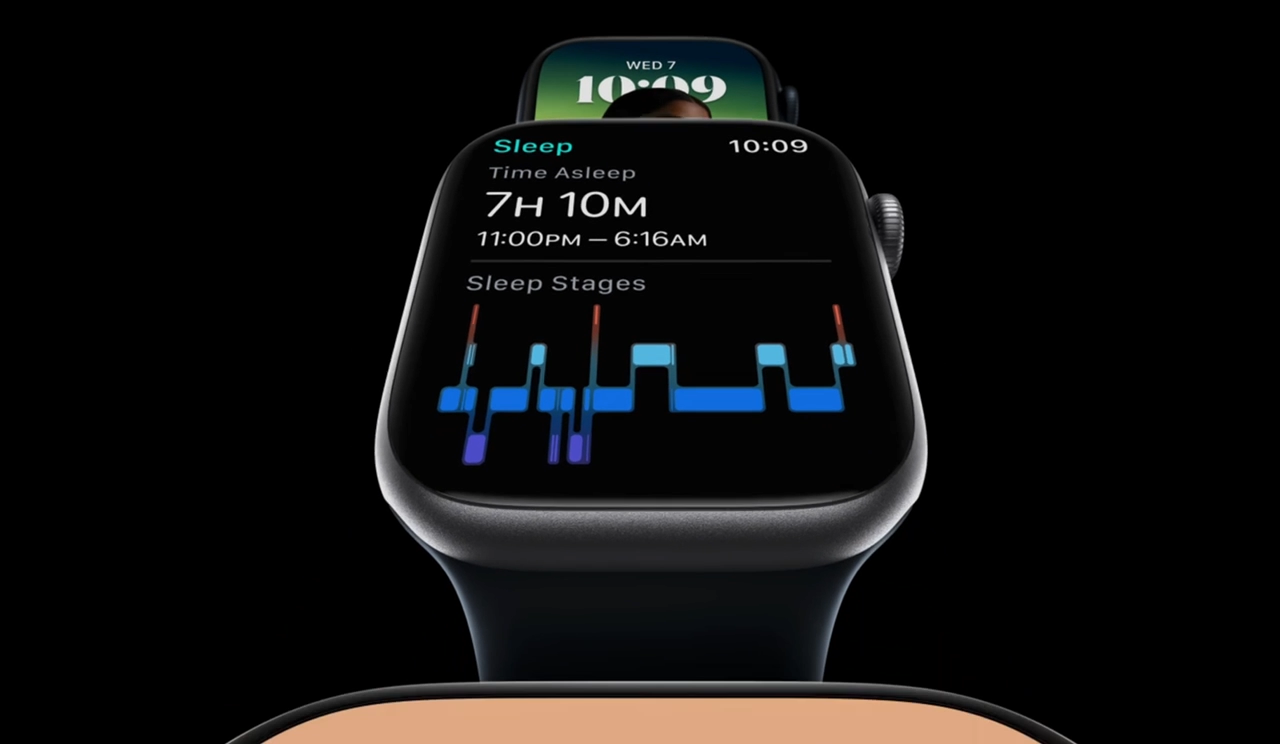 WED 7
10:09
Sleep 10:09
Time Asleep
7H 10M
11:00PM – 6:16AM
Sleep Stages